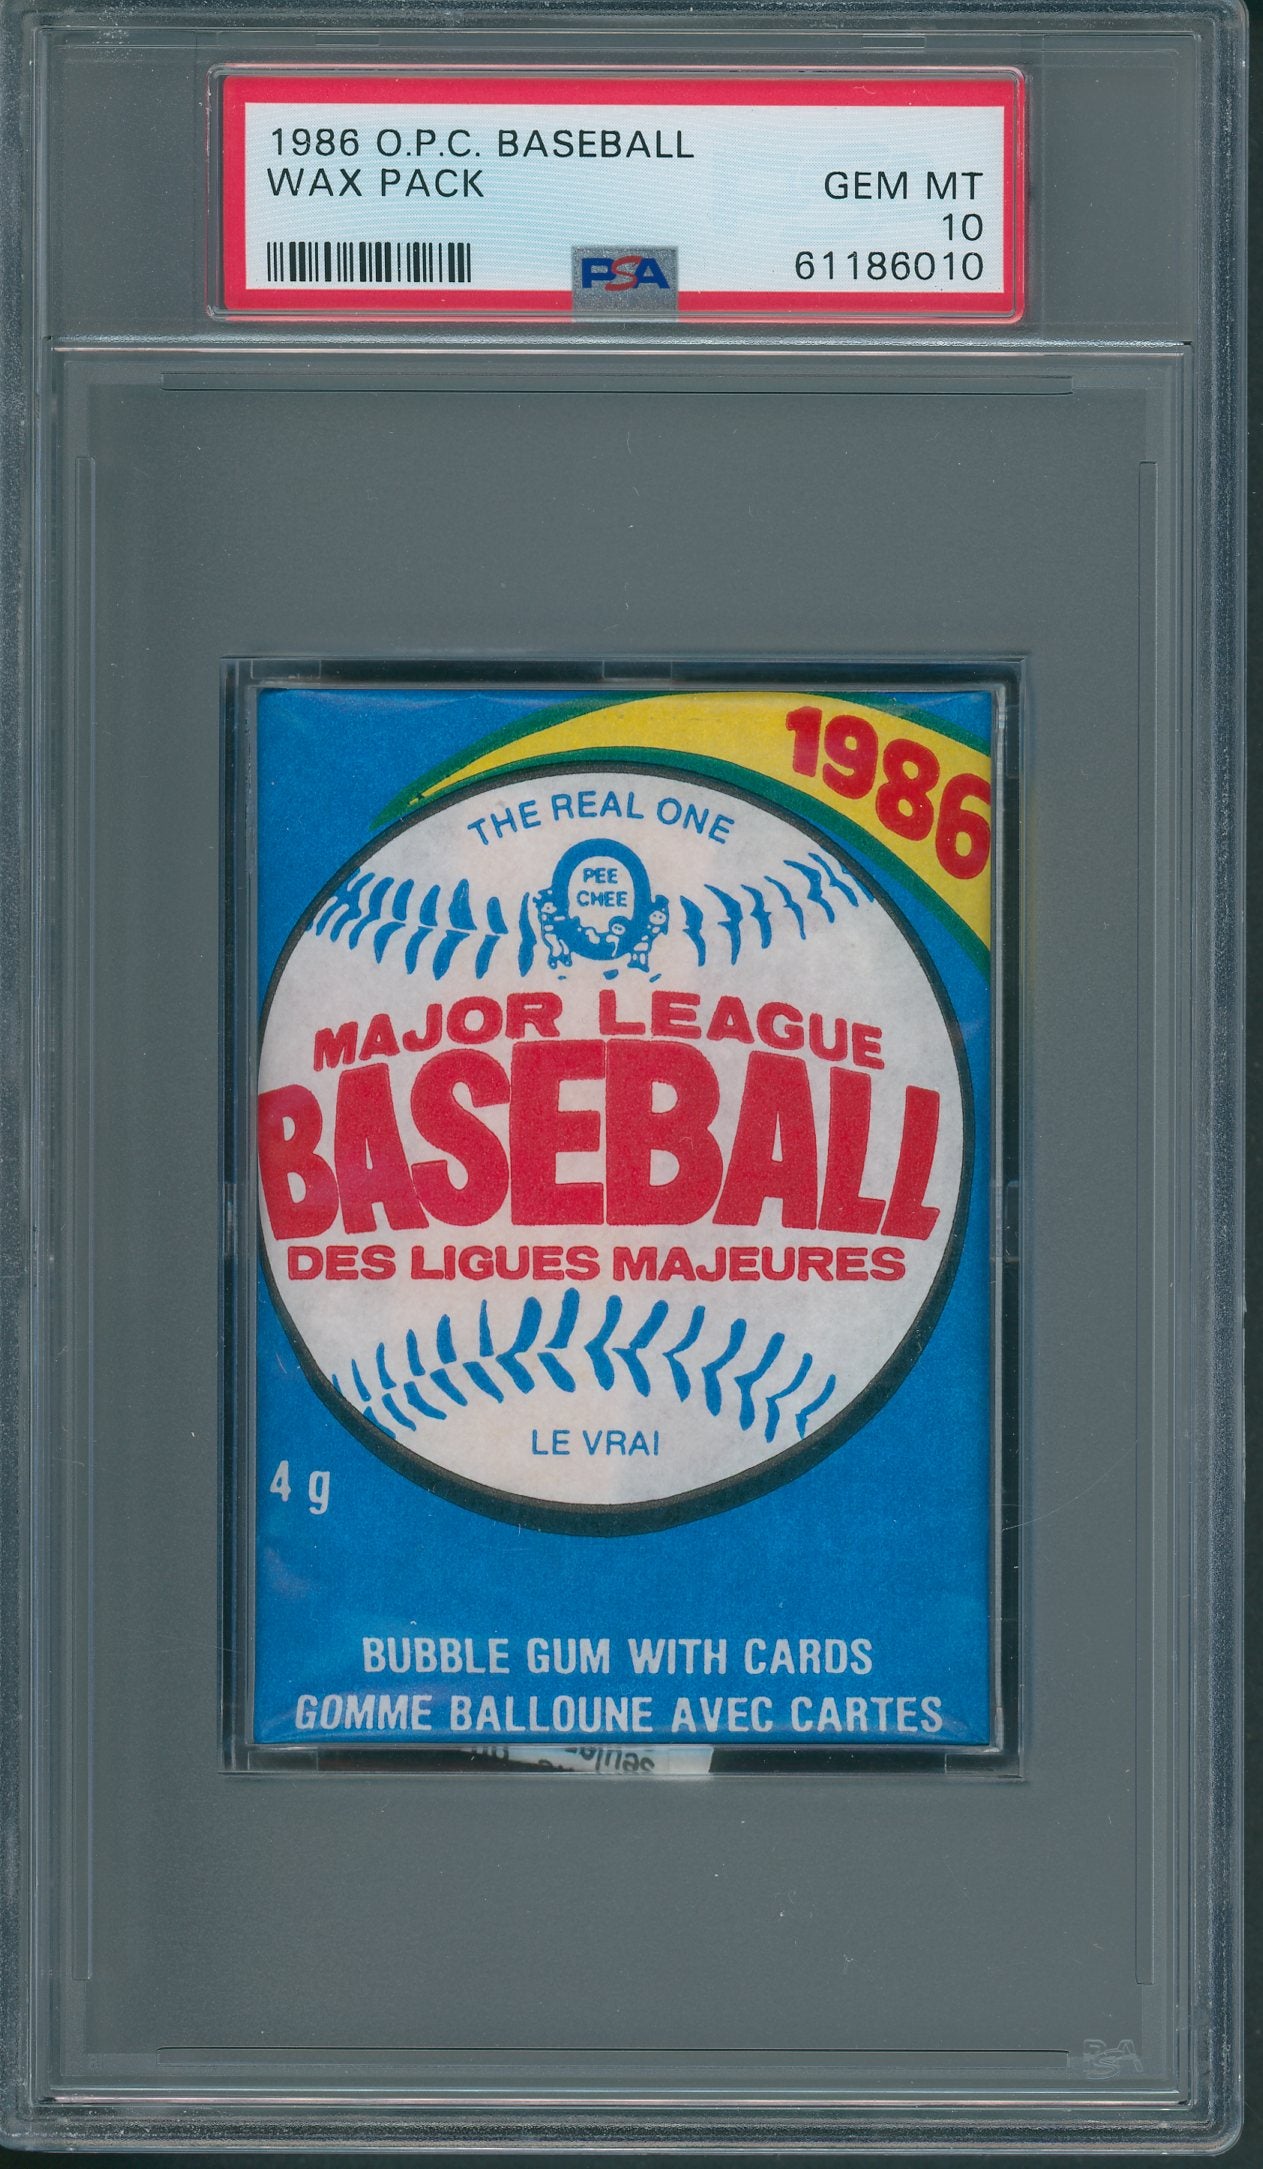 1986 O.P.C. BASEBALL
WAX PACK
GEM MT
10
61186010
PSA
1986
THE REAL ONE
PEE
CHEE
MAJOR LEAGUE
BASEBALL
DES LIGUES MAJEURES
LE VRAI
4 g
BUBBLE GUM WITH CARDS
GOMME BALLOUNE AVEC CARTES
PSA